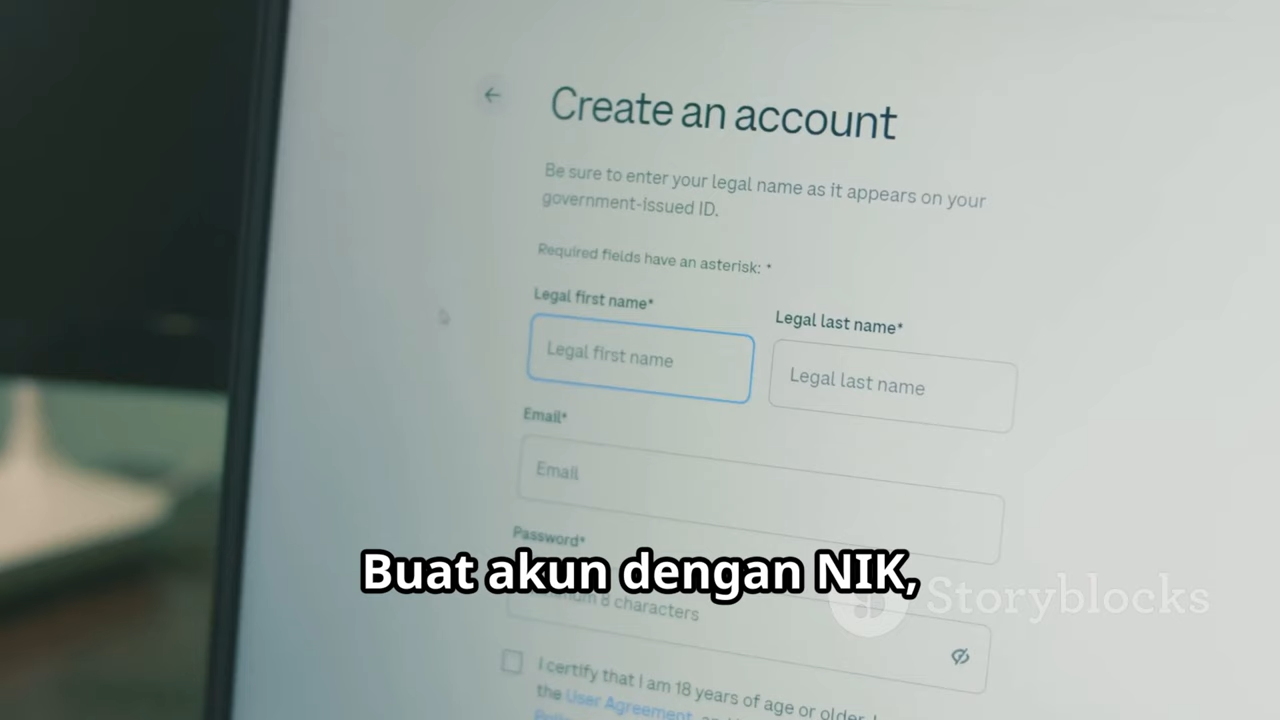 Create an account
Be sure to enter your legal name as it appears on your
government-issued ID.
Required fields have an asterisk: *
Legal first name*
Legal last name*
Legal first name
Legal last name
Email*
Email
Password*
Buat akun dengan NIK,
8 characters
Storyblocks
I certify that I am 18 years of age or older, I
the User Agreement, and